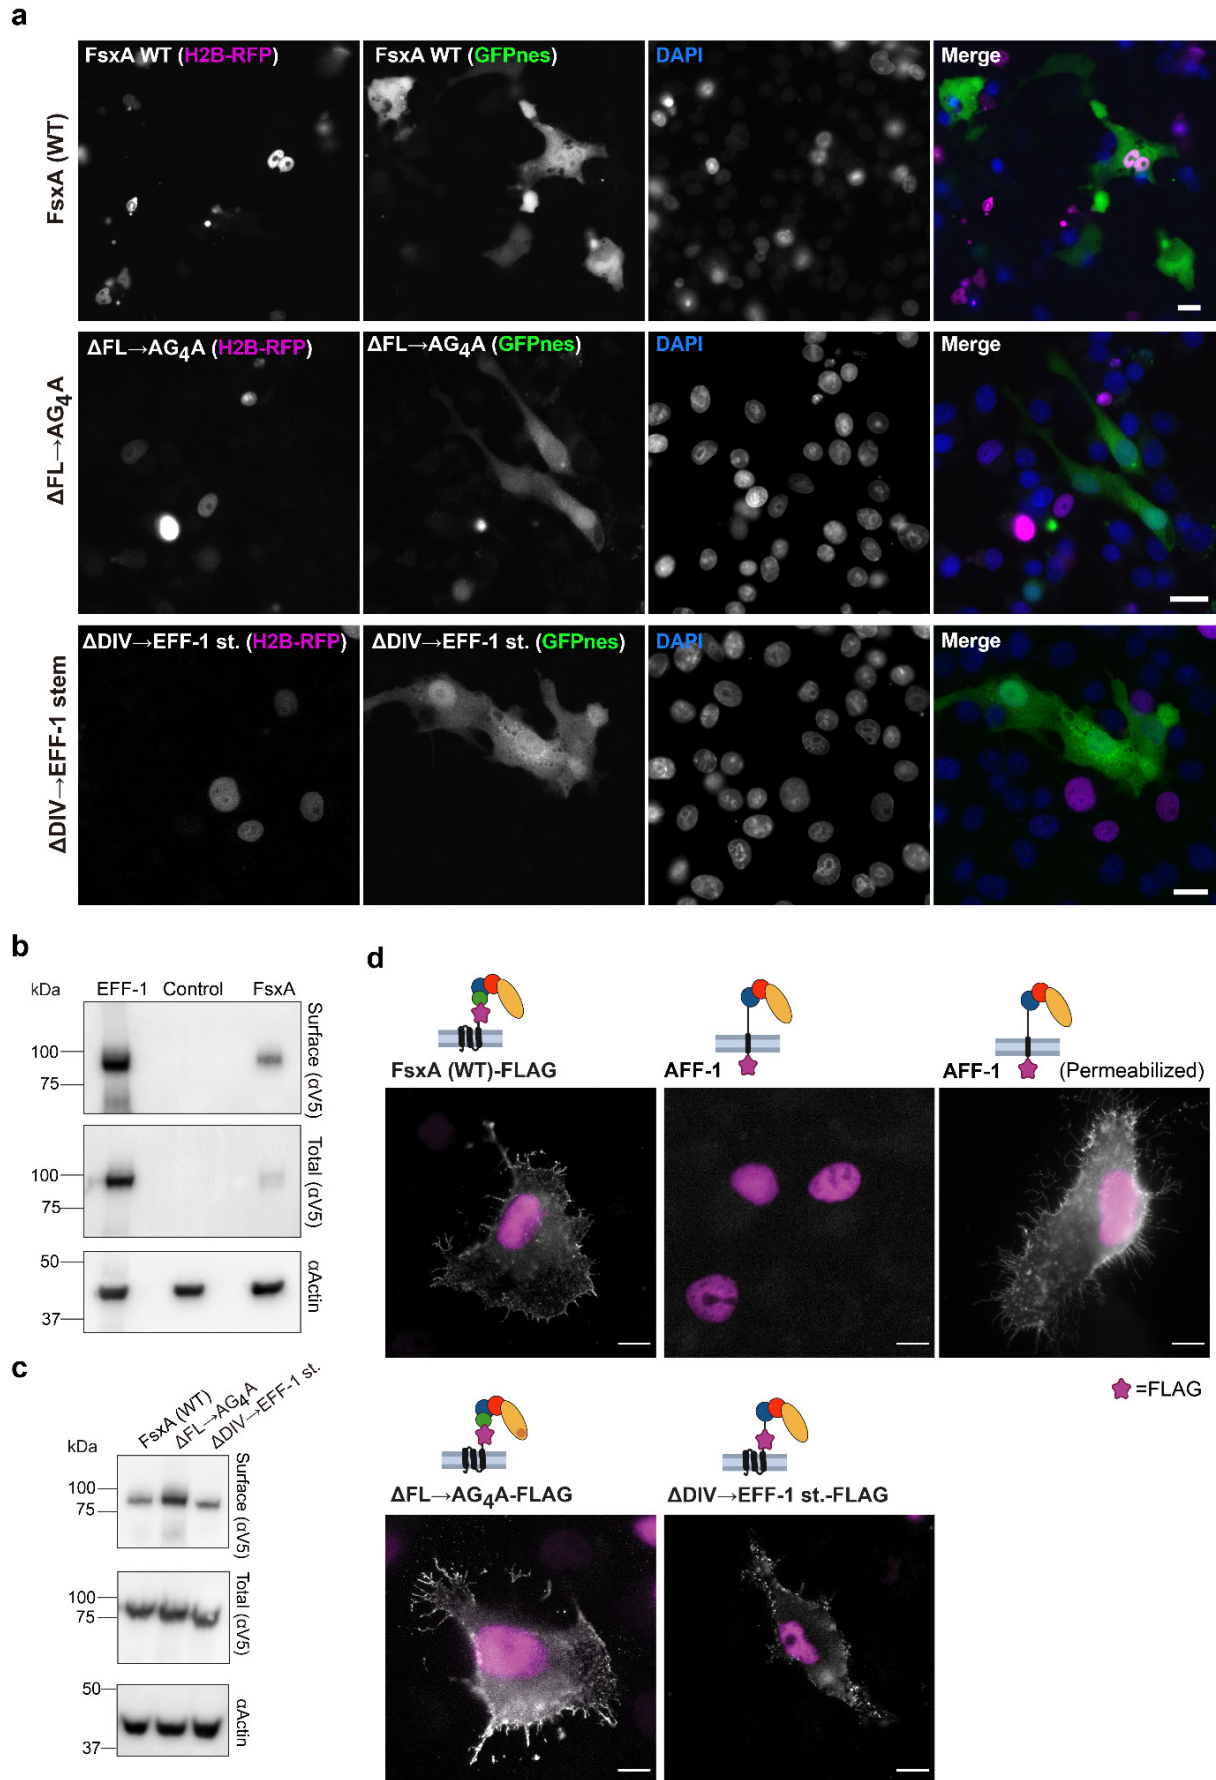 a
FsxA (WT)
FsxA WT (H2B-RFP)
FsxA WT (GFPnes)
DAPI
Merge
ΔFL→AG4A
ΔFL→AG4A (H2B-RFP)
ΔFL→AG4A (GFPnes)
DAPI
Merge
ΔDIV→EFF-1 stem
ΔDIV→EFF-1 st. (H2B-RFP)
ΔDIV→EFF-1 st. (GFPnes)
DAPI
Merge
b
kDa
EFF-1
Control
FsxA
100
75
Surface (αV5)
100
75
Total (αV5)
50
37
αActin
c
kDa
FsxA (WT)
ΔFL→AG4A
ΔDIV→EFF-1 st.
100
75
Surface (αV5)
100
75
Total (αV5)
50
37
αActin
d
FsxA (WT)-FLAG
AFF-1
AFF-1 (Permeabilized)
=FLAG
ΔFL→AG4A-FLAG
ΔDIV→EFF-1 st.-FLAG